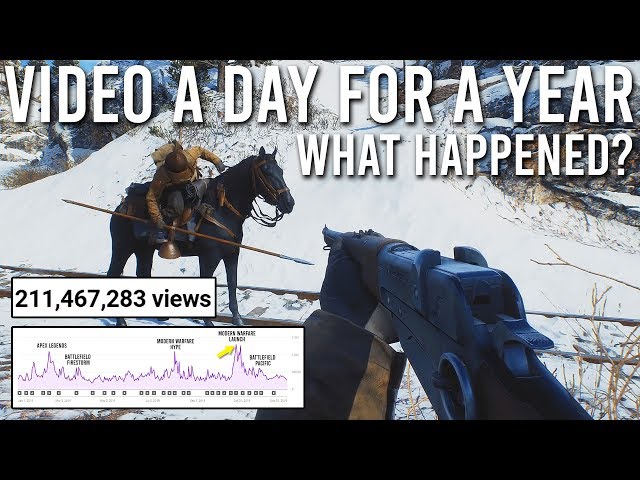 VIDEO A DAY FOR A YEAR
WHAT HAPPENED?
211,467,283 views
MODERN WARFARE
LAUNCH
APEX LEGENDS
MODERN WARFARE
HYPE
BATTLEFIELD
FIRESTORM
BATTLEFIELD
PACIFIC